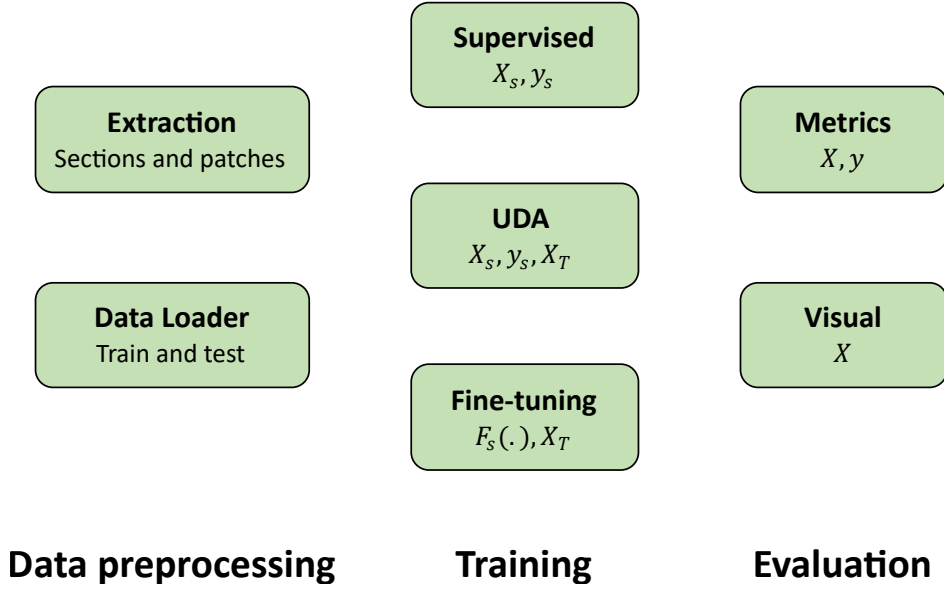 Extraction
Sections and patches
Data Loader
Train and test
Data preprocessing
Supervised
X_s, y_s
UDA
X_s, y_s, X_T
Fine-tuning
F_s(.), X_T
Training
Metrics
X, y
Visual
X
Evaluation